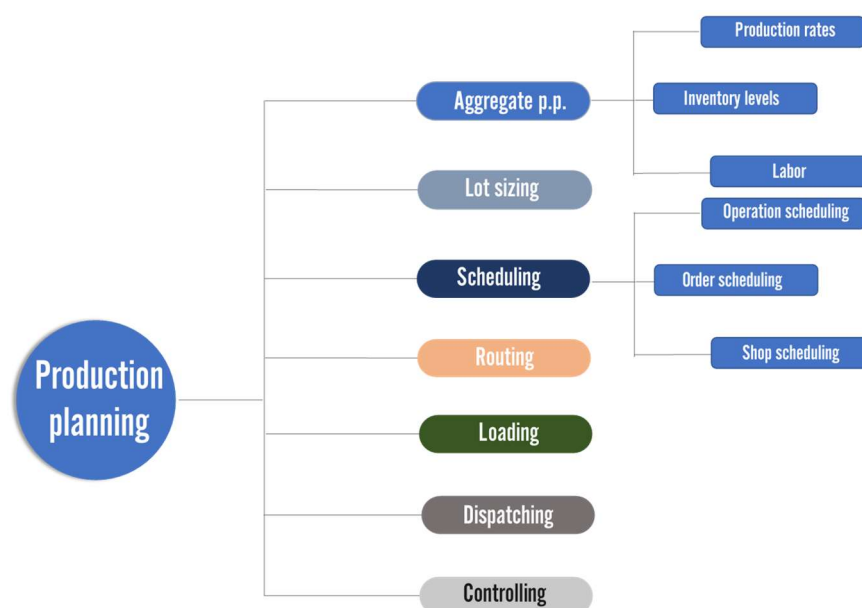 Production
planning
Aggregate p.p.
Production rates
Inventory levels
Labor
Lot sizing
Scheduling
Operation scheduling
Order scheduling
Shop scheduling
Routing
Loading
Dispatching
Controlling